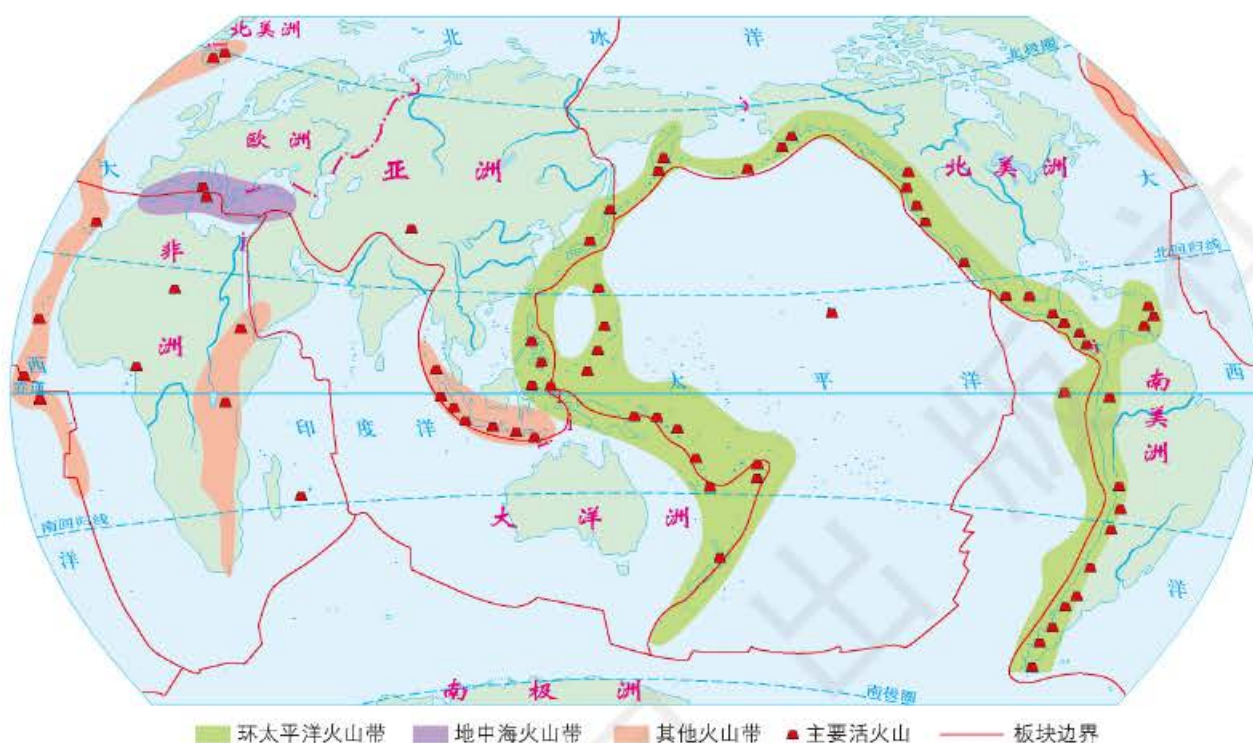 北美洲
北 冰 洋
北极圈
欧 洲
亚 洲
北 美 洲
大
大
非
洲
北回归线
西
赤道
太 平 洋
西
印 度 洋
南
美
洲
南回归线
大 洋 洲
洋
洋
南 极 洲
南极圈
环太平洋火山带 地中海火山带 其他火山带 主要活火山 板块边界